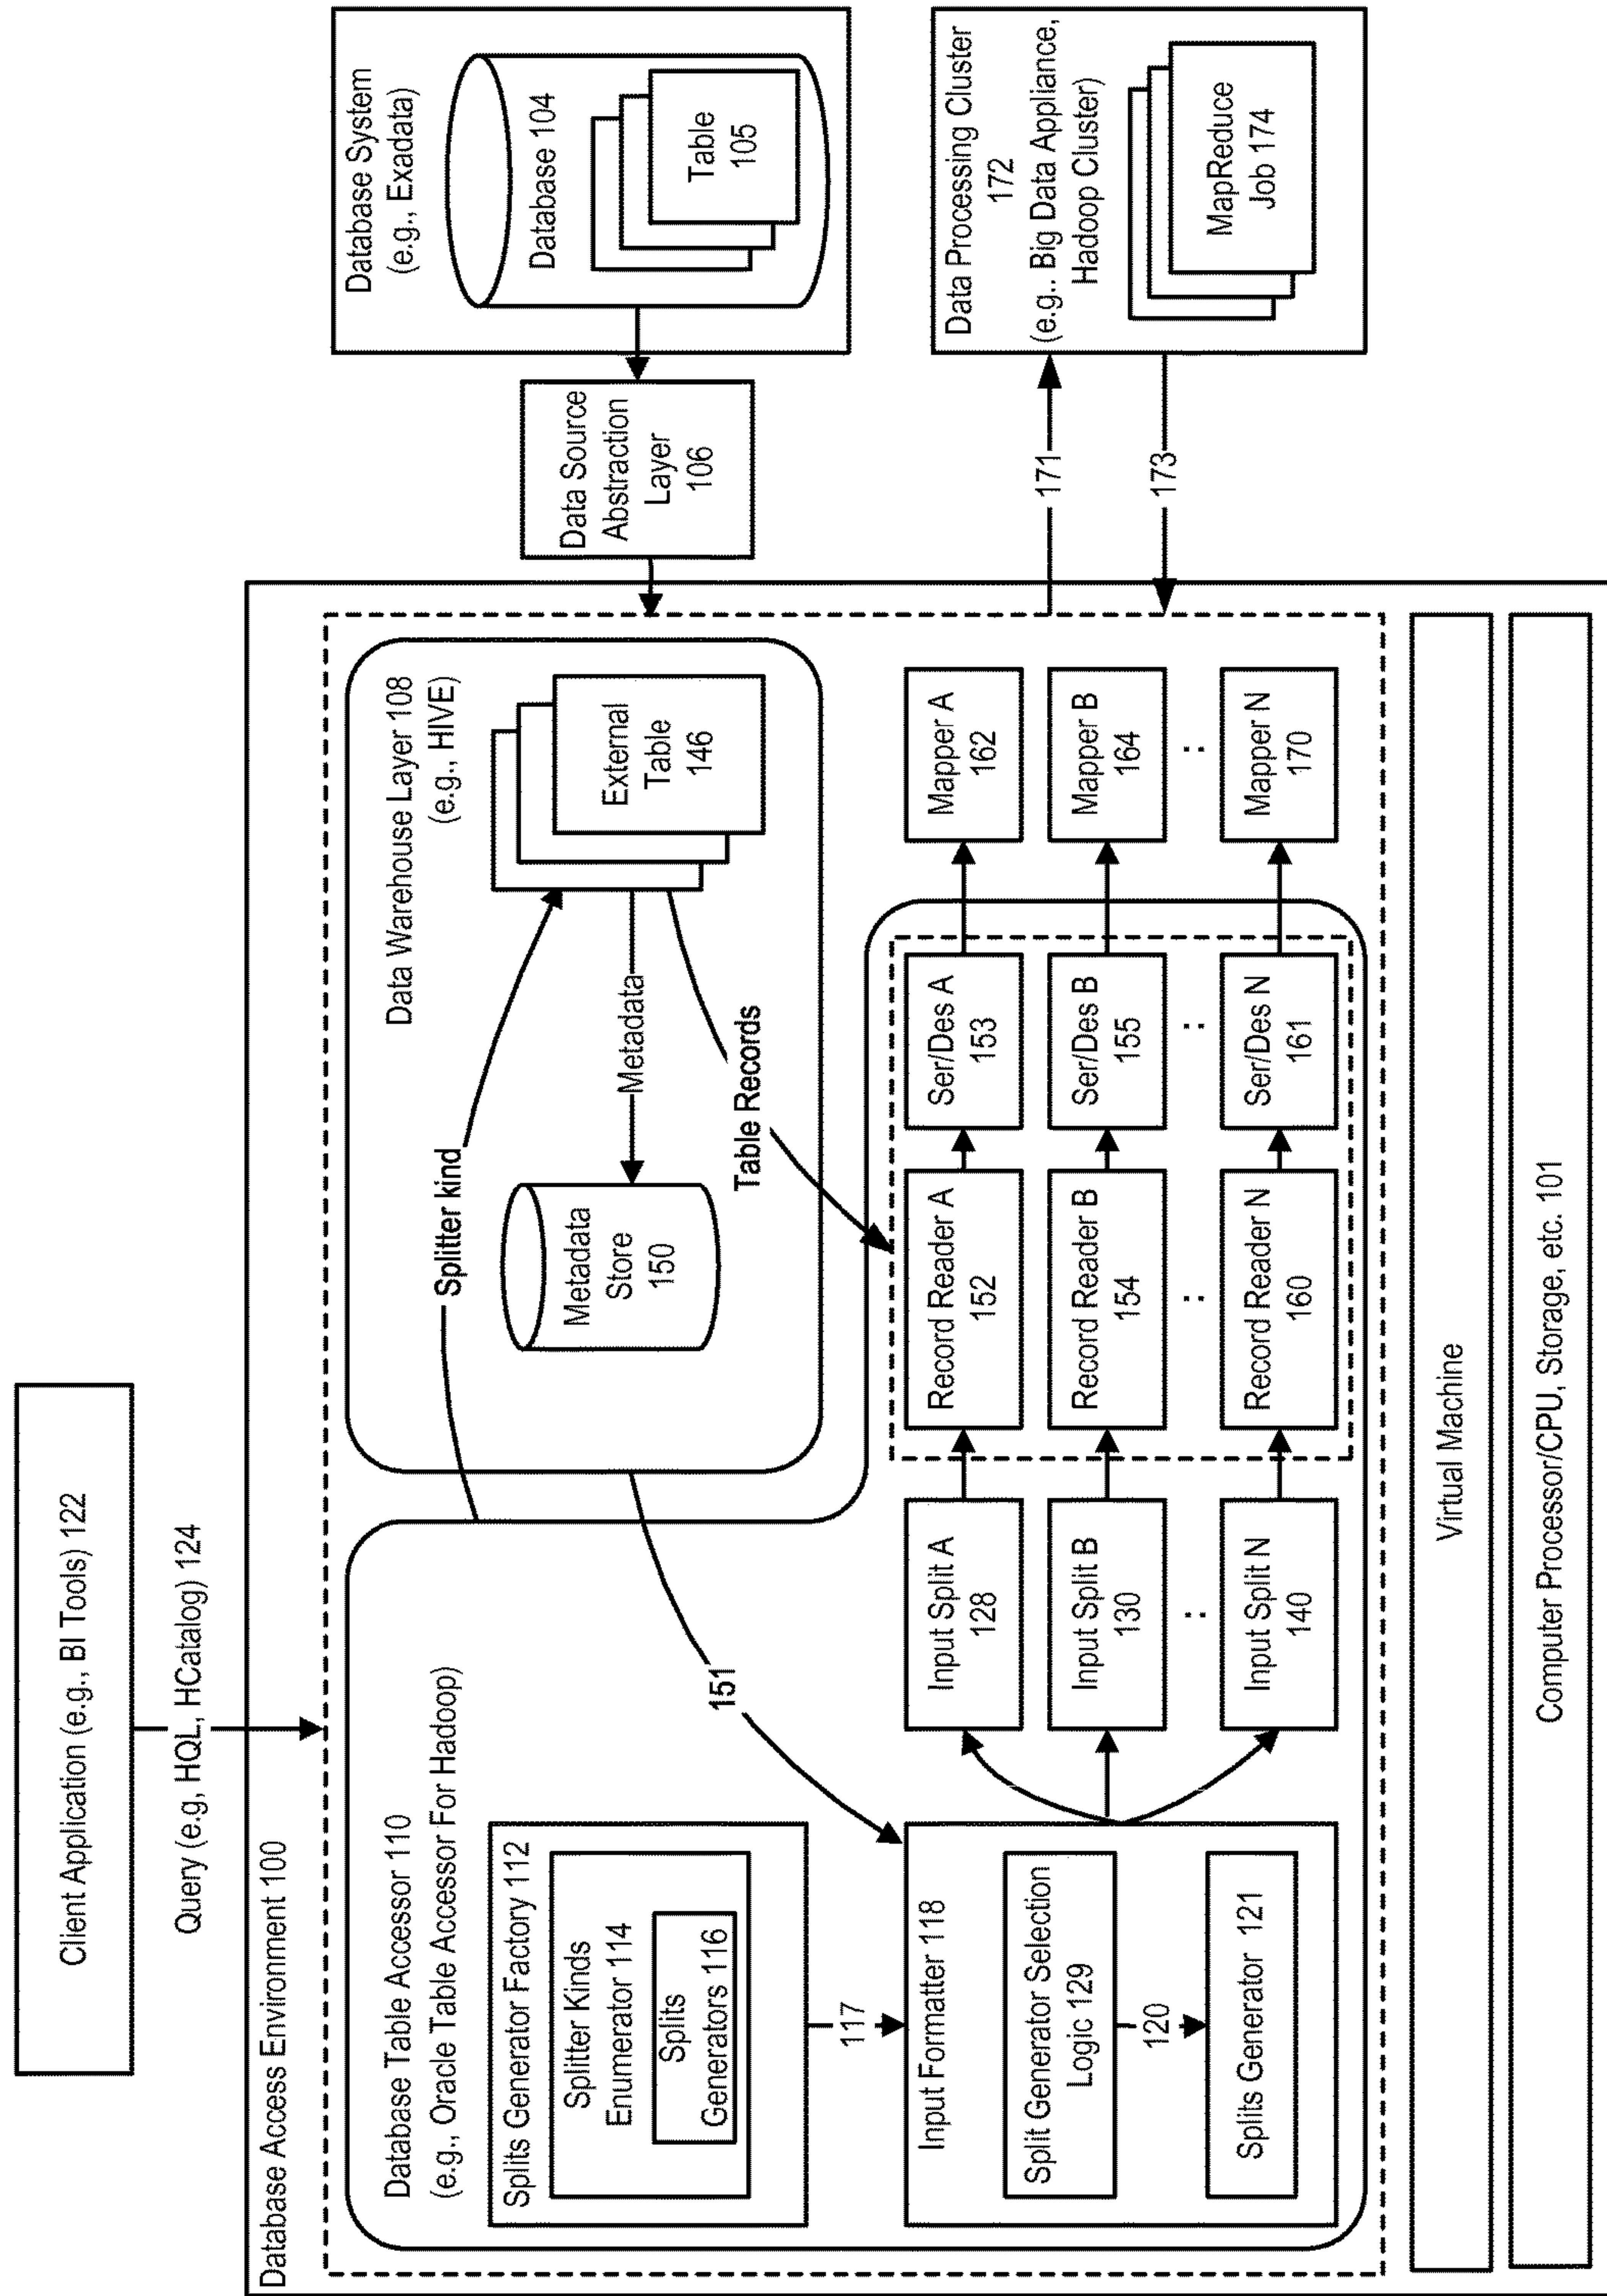 Client Application (e.g., BI Tools) 122
Query (e.g, HQL, HCatalog) 124
Database Access Environment 100
Database Table Accessor 110
(e.g., Oracle Table Accessor For Hadoop)
Splits Generator Factory 112
Splitter Kinds
Enumerator 114
Splits
Generators 116
117
Input Formatter 118
Split Generator Selection
Logic 129
120
Splits Generator 121
151
Splitter kind
Data Warehouse Layer 108
(e.g., HIVE)
Metadata
Store
150
Metadata
External
Table
146
Table Records
Input Split A
128
Record Reader A
152
Ser/Des A
153
Mapper A
162
Input Split B
130
Record Reader B
154
Ser/Des B
155
Mapper B
164
:
:
:
:
Input Split N
140
Record Reader N
160
Ser/Des N
161
Mapper N
170
Virtual Machine
Computer Processor/CPU, Storage, etc. 101
Data Source
Abstraction
Layer
106
Database System
(e.g., Exadata)
Database 104
Table
105
171
173
Data Processing Cluster
172
(e.g.. Big Data Appliance,
Hadoop Cluster)
MapReduce
Job 174